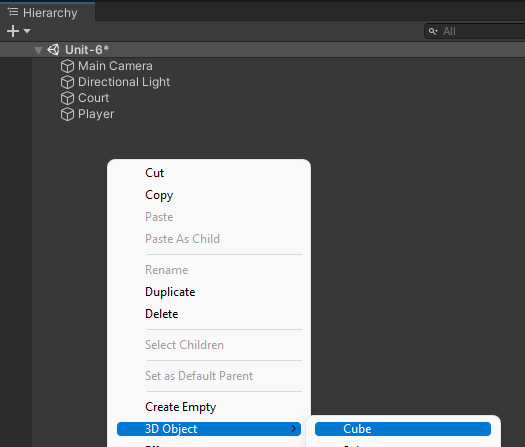 Hierarchy
All
Unit-6*
Main Camera
Directional Light
Court
Player
Cut
Copy
Paste
Paste As Child
Rename
Duplicate
Delete
Select Children
Set as Default Parent
Create Empty
3D Object
Cube